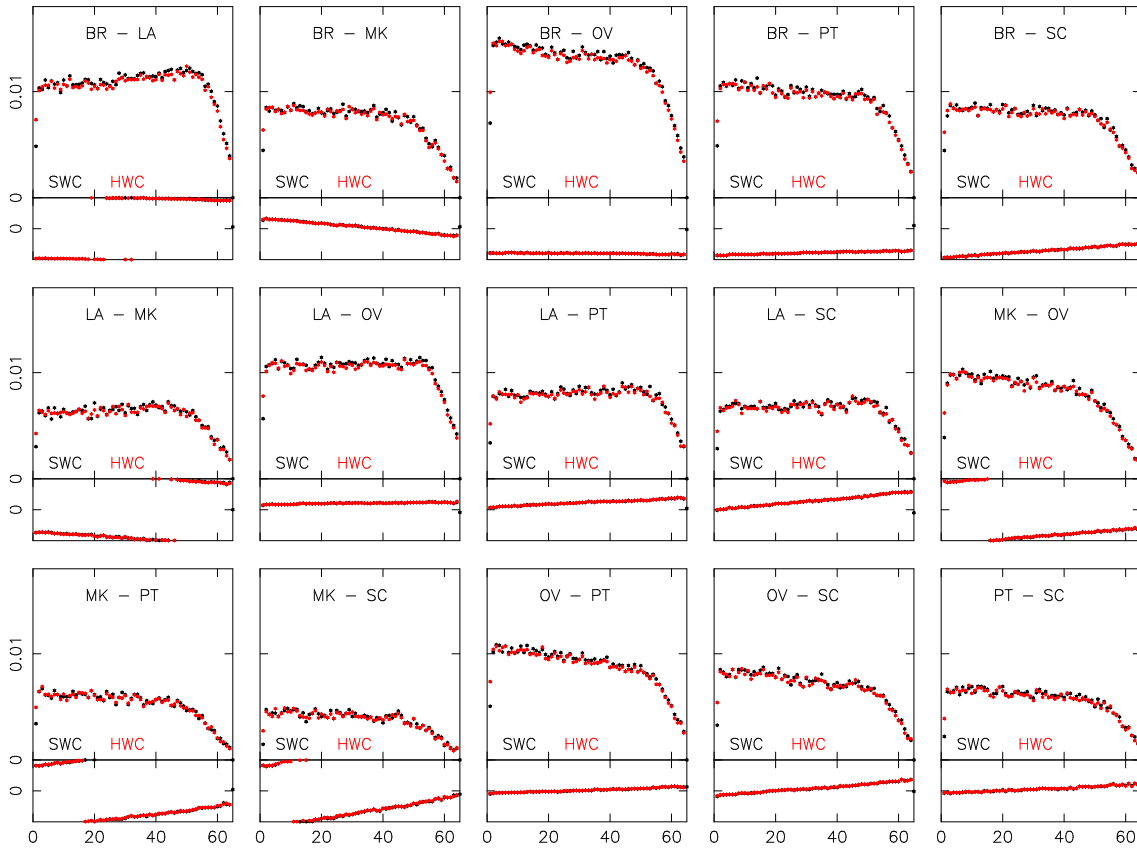 BR – LA BR – MK BR – OV BR – PT BR – SC
0.01
SWC HWC SWC HWC SWC HWC SWC HWC SWC HWC
0
0
LA – MK LA – OV LA – PT LA – SC MK – OV
0.01
SWC HWC SWC HWC SWC HWC SWC HWC SWC HWC
0
0
MK – PT MK – SC OV – PT OV – SC PT – SC
0.01
SWC HWC SWC HWC SWC HWC SWC HWC SWC HWC
0
0
0 20 40 60 0 20 40 60 0 20 40 60 0 20 40 60 0 20 40 60